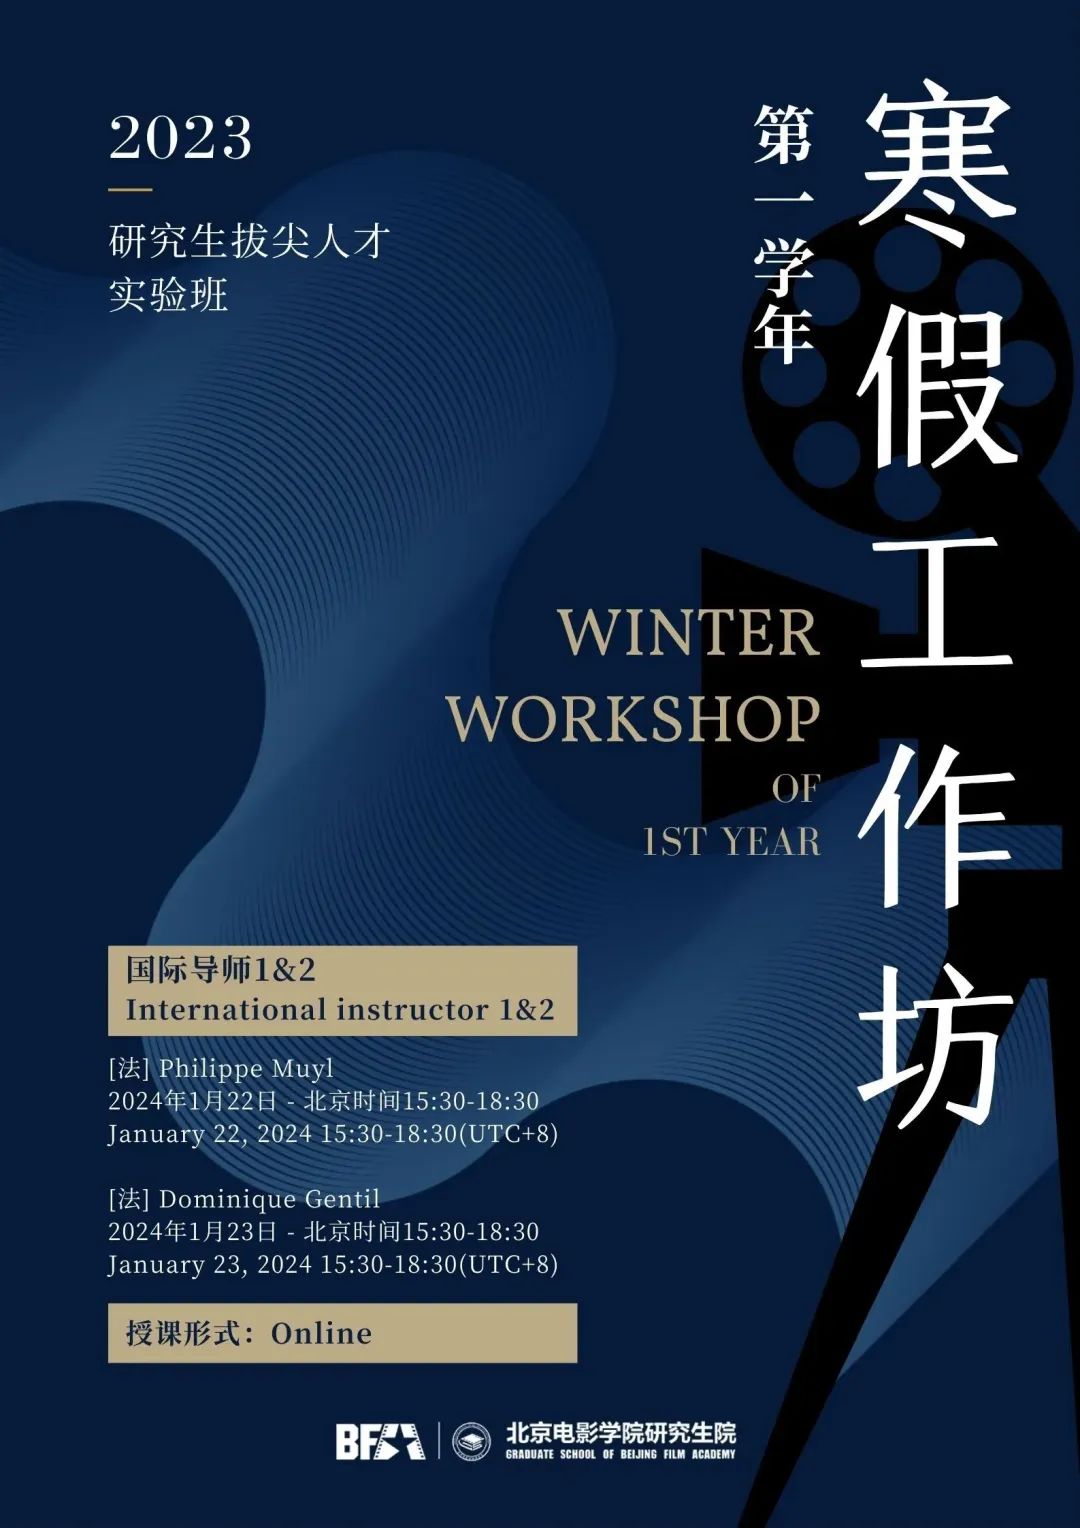 2023
研究生拔尖人才
实验班
第一学年
寒假工作坊
WINTER
WORKSHOP
OF
1ST YEAR
国际导师1&2
International instructor 1&2
[法] Philippe Muyl
2024年1月22日 - 北京时间15:30-18:30
January 22, 2024 15:30-18:30(UTC+8)
[法] Dominique Gentil
2024年1月23日 - 北京时间15:30-18:30
January 23, 2024 15:30-18:30(UTC+8)
授课形式：Online
BFA
北京电影学院研究生院
GRADUATE SCHOOL OF BEIJING FILM ACADEMY